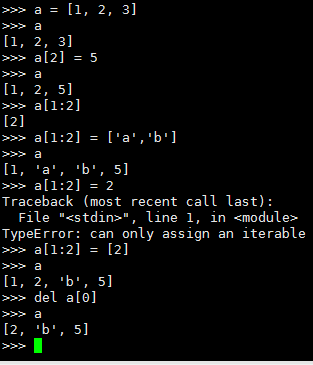 >>> a = [1, 2, 3]
>>> a
[1, 2, 3]
>>> a[2] = 5
>>> a
[1, 2, 5]
>>> a[1:2]
[2]
>>> a[1:2] = ['a','b']
>>> a
[1, 'a', 'b', 5]
>>> a[1:2] = 2
Traceback (most recent call last):
  File "<stdin>", line 1, in <module>
TypeError: can only assign an iterable
>>> a[1:2] = [2]
>>> a
[1, 2, 'b', 5]
>>> del a[0]
>>> a
[2, 'b', 5]
>>>